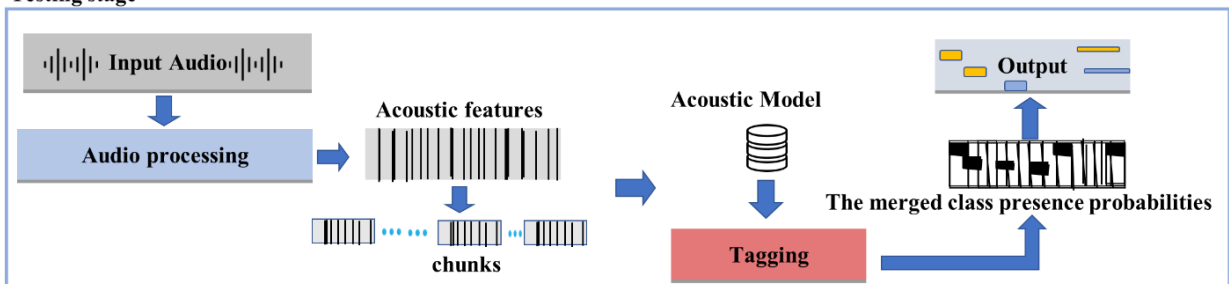 Testing stage
Input Audio
Audio processing
Acoustic features
chunks
Acoustic Model
Tagging
Output
The merged class presence probabilities